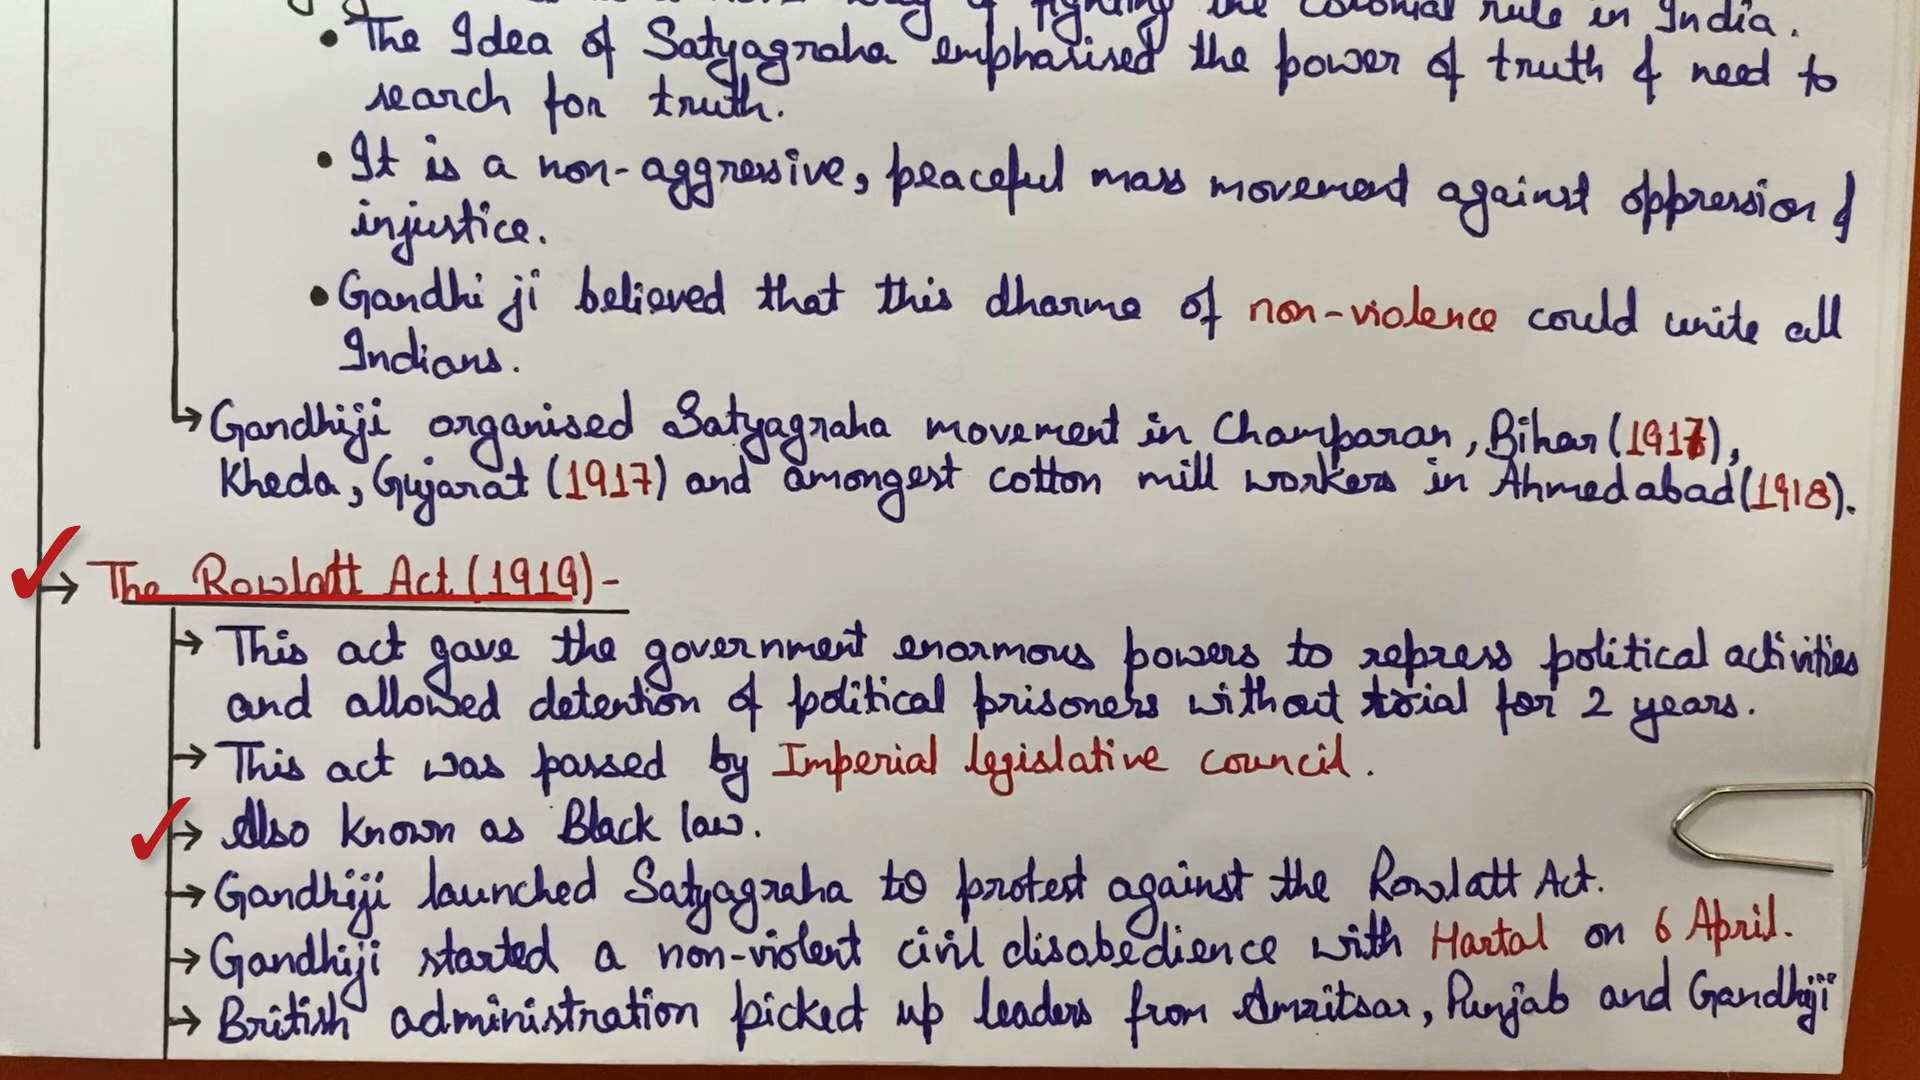 fighting the colonial rule in India.
• The Idea of Satyagraha emphasised the power of truth & need to
search for truth.
• It is a non-aggressive, peaceful mass movement against oppression &
injustice.
• Gandhi ji believed that this dharma of non-violence could unite all
Indians.
→ Gandhiji organised Satyagraha movement in Champaran, Bihar (1917),
Kheda, Gujarat (1917) and amongest cotton mill workers in Ahmedabad (1918).
→ The Rowlatt Act (1919) -
→ This act gave the government enormous powers to repress political activities
and allowed detention of political prisoners without trial for 2 years.
→ This act was passed by Imperial legislative council.
→ Also known as Black law.
→ Gandhiji launched Satyagraha to protest against the Rowlatt Act.
→ Gandhiji started a non-violent civil disobedience with Hartal on 6 April.
→ British administration picked up leaders from Amritsar, Punjab and Gandhiji